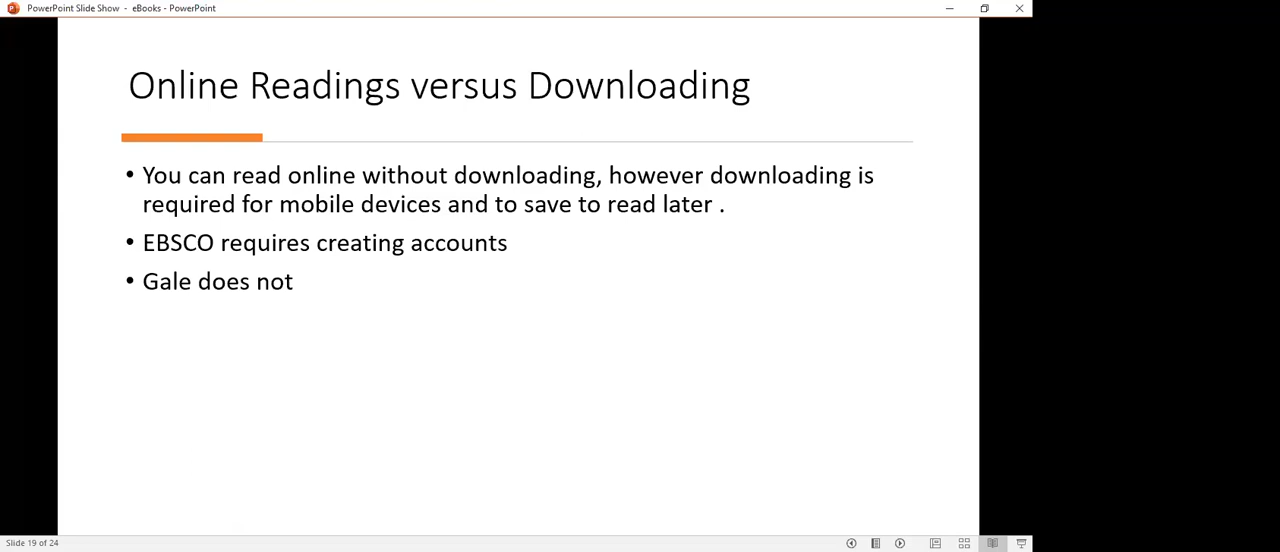 PowerPoint Slide Show - eBooks - PowerPoint
Online Readings versus Downloading
• You can read online without downloading, however downloading is
required for mobile devices and to save to read later .
• EBSCO requires creating accounts
• Gale does not
Slide 19 of 24